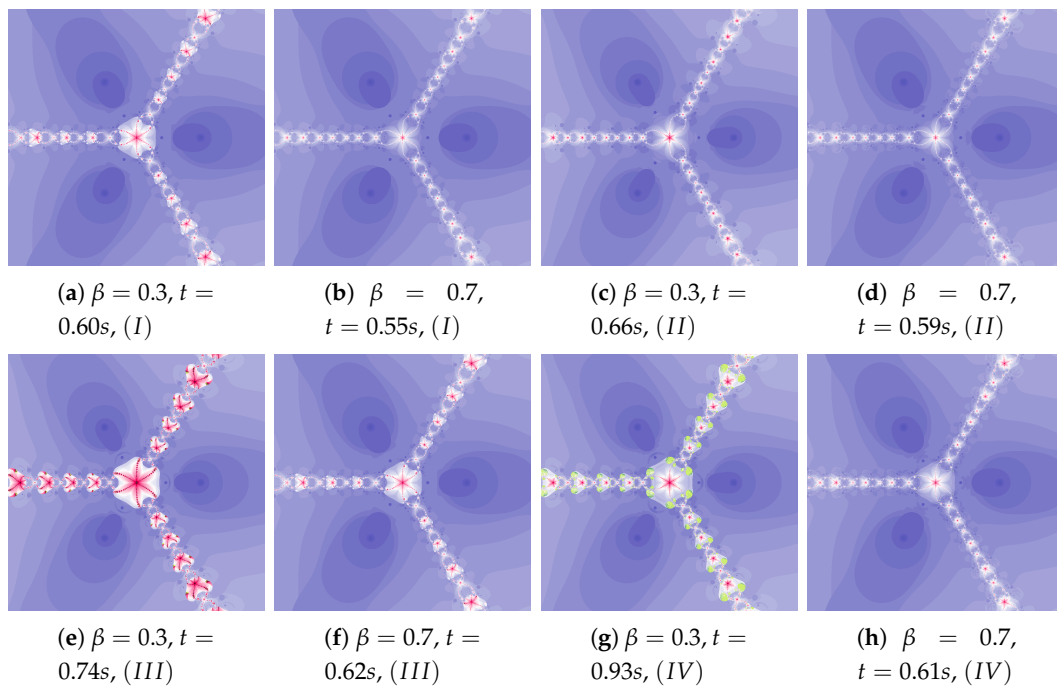 (a) β = 0.3, t =
0.60s, (I)
(b) β = 0.7,
t = 0.55s, (I)
(c) β = 0.3, t =
0.66s, (II)
(d) β = 0.7,
t = 0.59s, (II)
(e) β = 0.3, t =
0.74s, (III)
(f) β = 0.7, t =
0.62s, (III)
(g) β = 0.3, t =
0.93s, (IV)
(h) β = 0.7,
t = 0.61s, (IV)